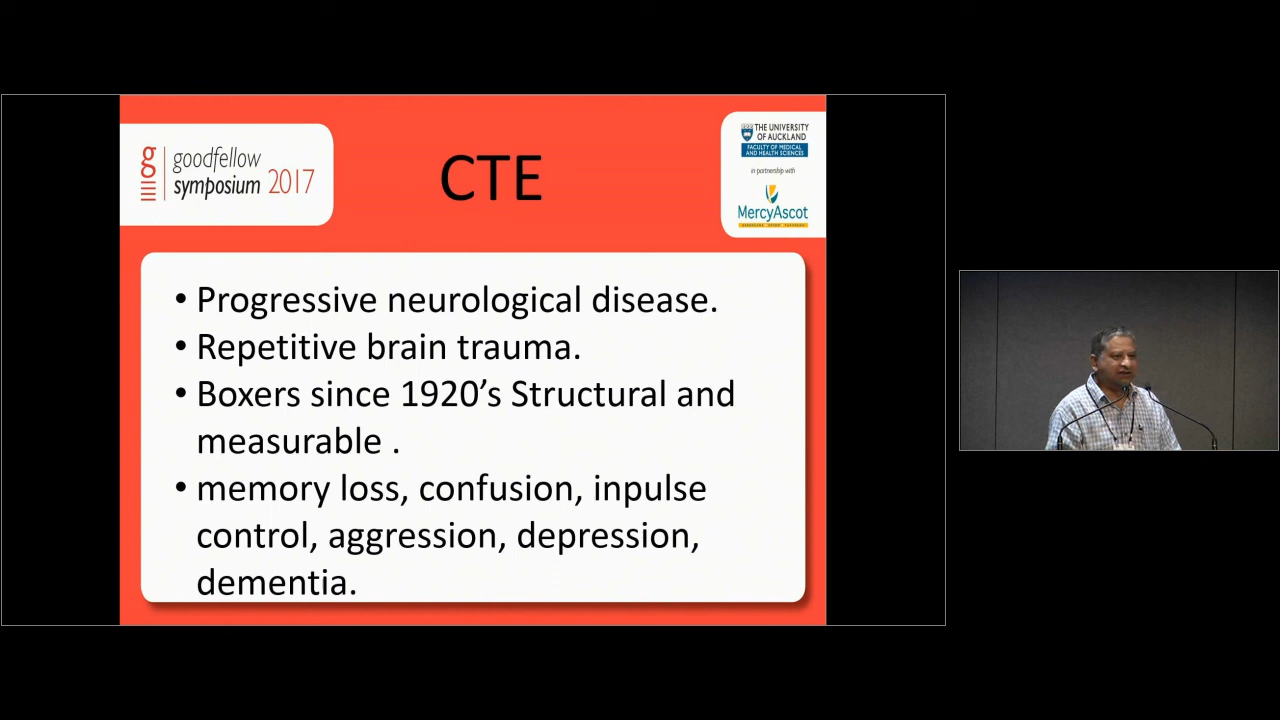 goodfellow
symposium 2017
CTE
THE UNIVERSITY
OF AUCKLAND
FACULTY OF MEDICAL
AND HEALTH SCIENCES
in partnership with
MercyAscot
• Progressive neurological disease.
• Repetitive brain trauma.
• Boxers since 1920’s Structural and
measurable .
• memory loss, confusion, inpulse
control, aggression, depression,
dementia.